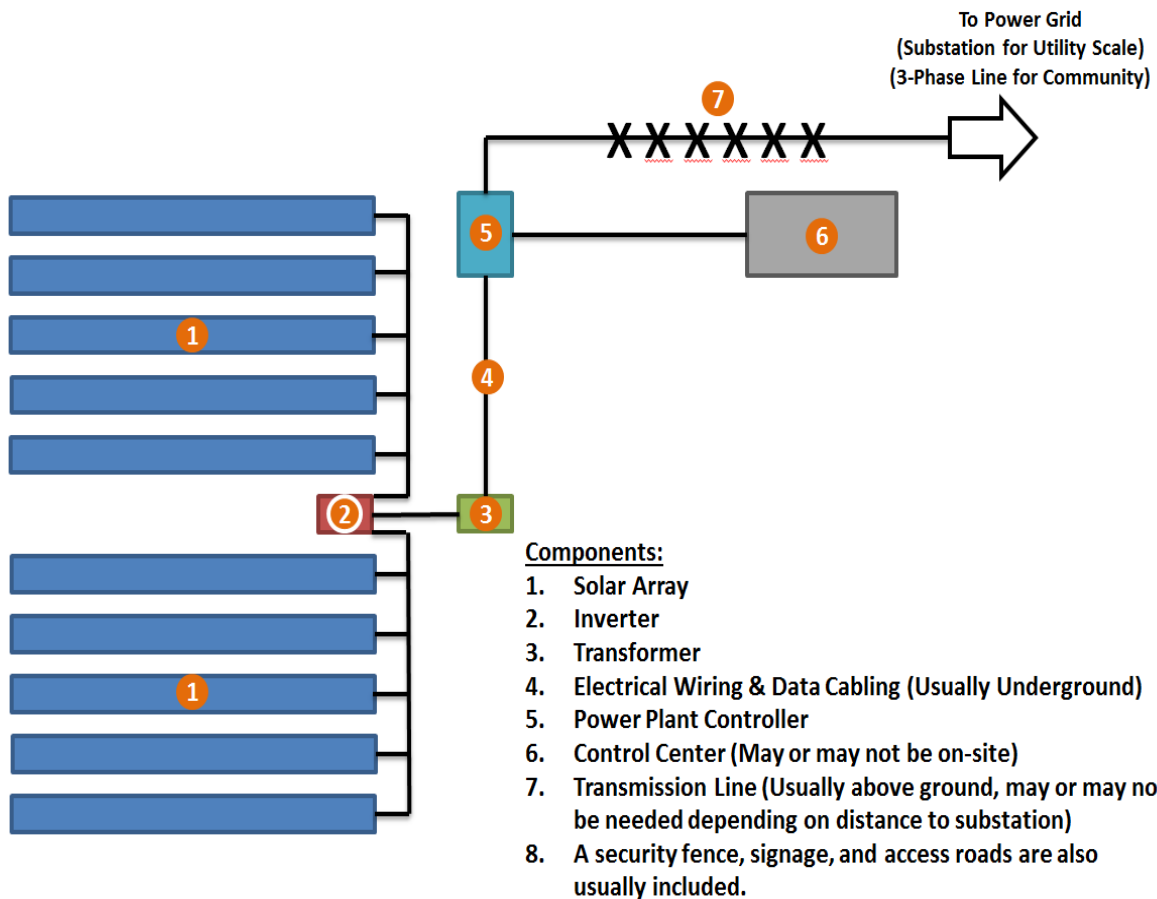 To Power Grid
(Substation for Utility Scale)
(3-Phase Line for Community)
7
X X X X X X
5
6
1
4
2
3
1
Components:
1. Solar Array
2. Inverter
3. Transformer
4. Electrical Wiring & Data Cabling (Usually Underground)
5. Power Plant Controller
6. Control Center (May or may not be on-site)
7. Transmission Line (Usually above ground, may or may no
be needed depending on distance to substation)
8. A security fence, signage, and access roads are also
usually included.